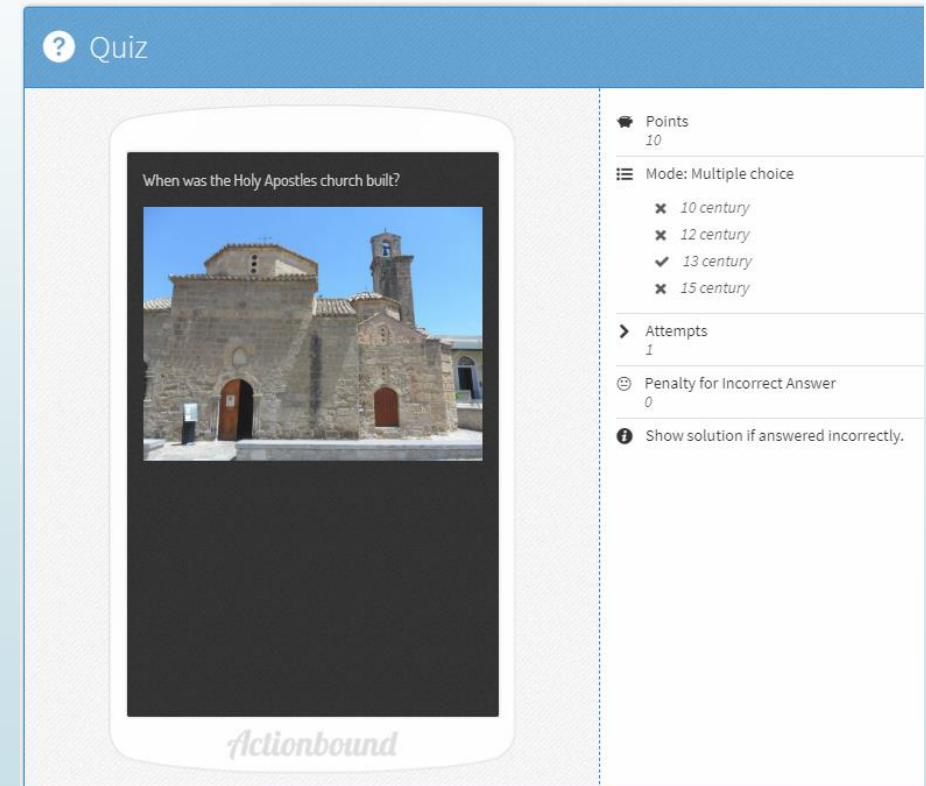 Quiz
When was the Holy Apostles church built?
Actionbound
Points
10
Mode: Multiple choice
10 century
12 century
13 century
15 century
Attempts
1
Penalty for Incorrect Answer
0
Show solution if answered incorrectly.